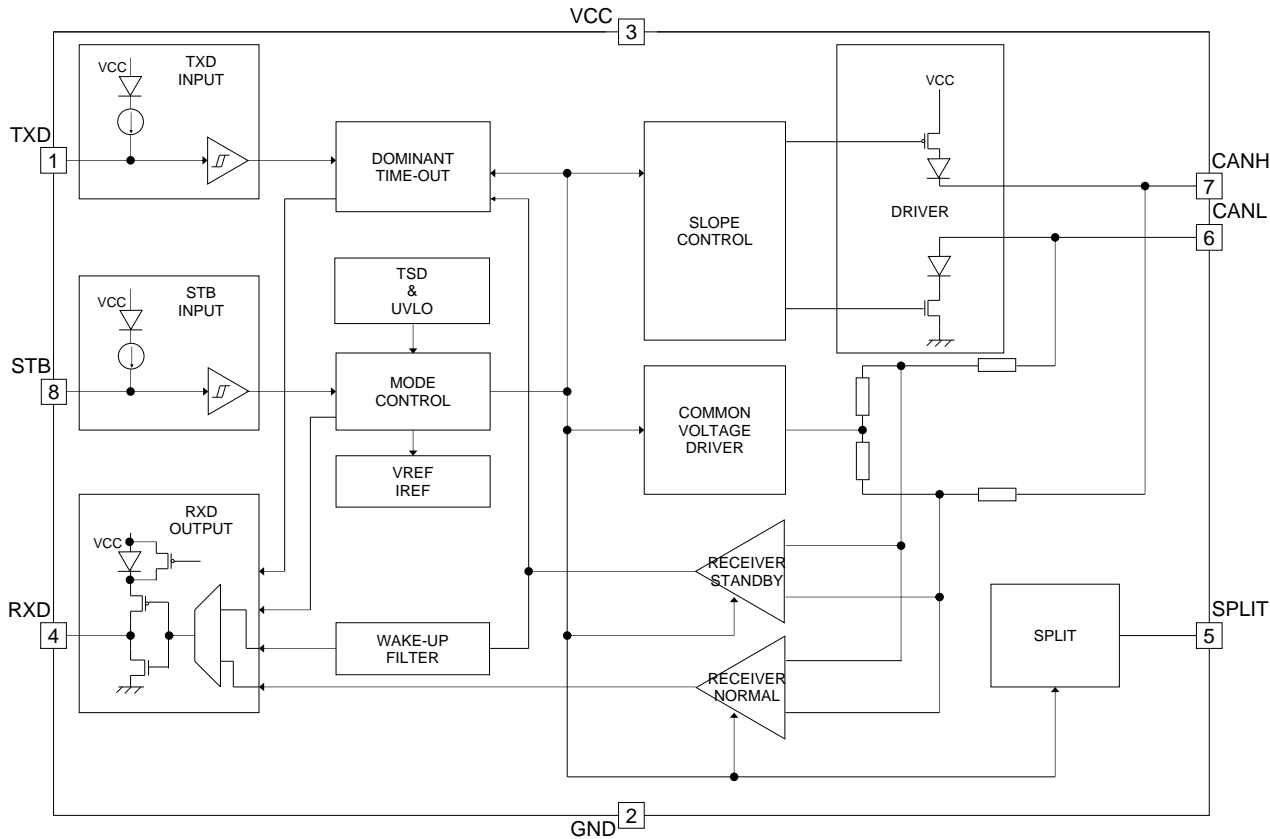 VCC
3
TXD
INPUT
VCC
VCC
TXD
1
DOMINANT
TIME-OUT
SLOPE
CONTROL
DRIVER
CANH
7
CANL
6
STB
INPUT
VCC
TSD
&
UVLO
STB
8
MODE
CONTROL
COMMON
VOLTAGE
DRIVER
VREF
IREF
RXD
OUTPUT
VCC
RECEIVER
STANDBY
RXD
4
WAKE-UP
FILTER
SPLIT
SPLIT
5
RECEIVER
NORMAL
2
GND